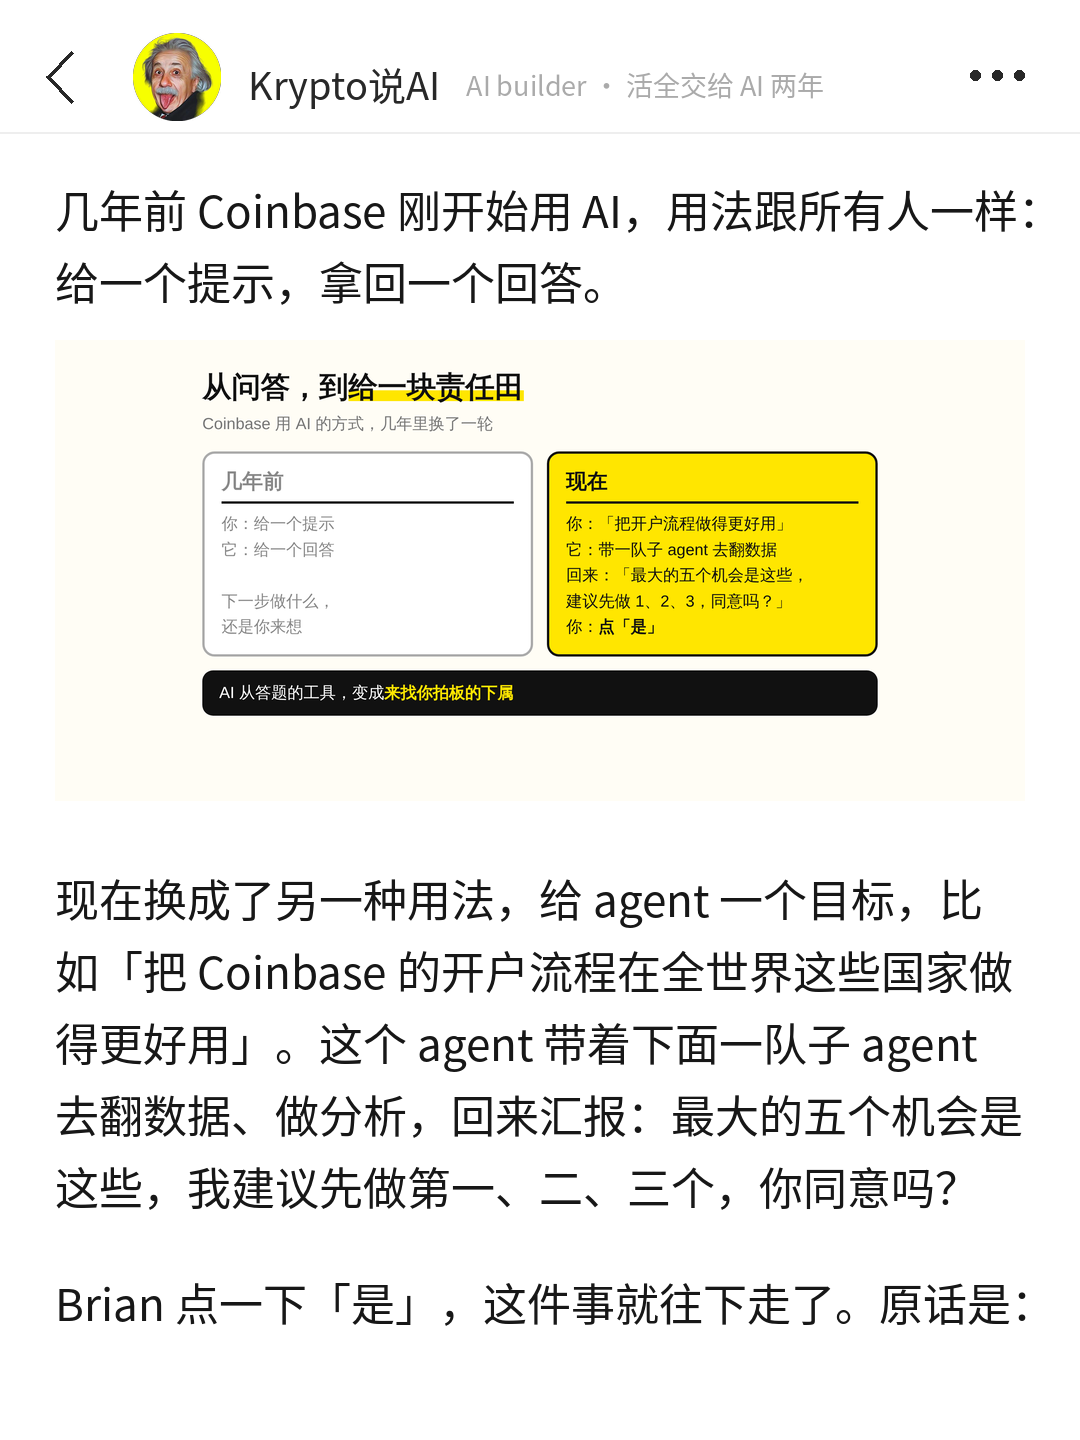 Krypto说AI AI builder · 活全交给 AI 两年
几年前 Coinbase 刚开始用 AI，用法跟所有人一样：
给一个提示，拿回一个回答。
从问答，到给一块责任田
Coinbase 用 AI 的方式，几年里换了一轮
几年前
你：给一个提示
它：给一个回答
下一步做什么，
还是你来想
现在
你：「把开户流程做得更好用」
它：带一队子 agent 去翻数据
回来：「最大的五个机会是这些，
建议先做 1、2、3，同意吗？」
你：点「是」
AI 从答题的工具，变成来找你拍板的下属
现在换成了另一种用法，给 agent 一个目标，比
如「把 Coinbase 的开户流程在全世界这些国家做
得更好用」。这个 agent 带着下面一队子 agent
去翻数据、做分析，回来汇报：最大的五个机会是
这些，我建议先做第一、二、三个，你同意吗？
Brian 点一下「是」，这件事就往下走了。原话是：